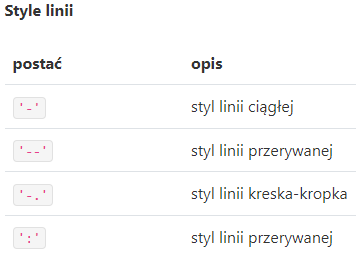 Style linii
postać opis
'-' styl linii ciągłej
'--' styl linii przerywanej
'-.' styl linii kreska-kropka
':' styl linii przerywanej